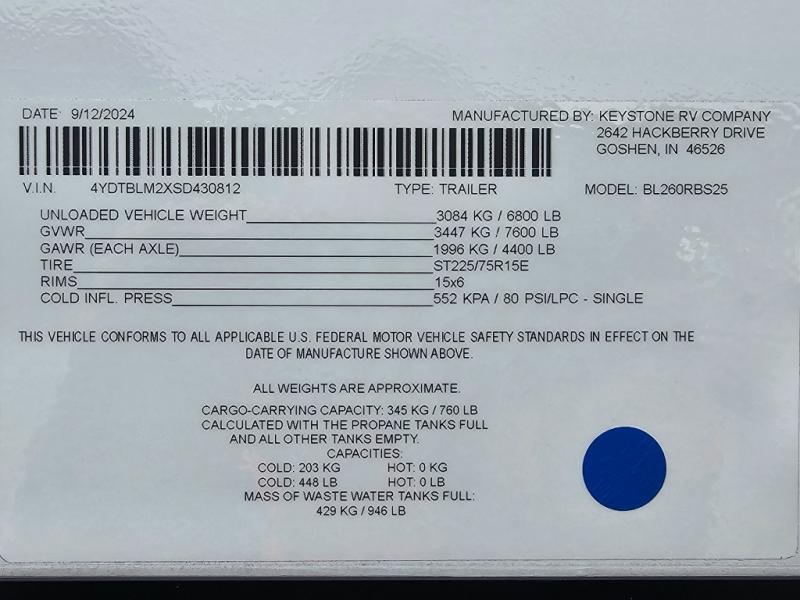 DATE: 9/12/2024 MANUFACTURED BY: KEYSTONE RV COMPANY
2642 HACKBERRY DRIVE
GOSHEN, IN 46526
V.I.N. 4YDTBLM2XSD430812 TYPE: TRAILER MODEL: BL260RBS25
UNLOADED VEHICLE WEIGHT 3084 KG / 6800 LB
GVWR 3447 KG / 7600 LB
GAWR (EACH AXLE) 1996 KG / 4400 LB
TIRE ST225/75R15E
RIMS 15x6
COLD INFL. PRESS 552 KPA / 80 PSI/LPC - SINGLE
THIS VEHICLE CONFORMS TO ALL APPLICABLE U.S. FEDERAL MOTOR VEHICLE SAFETY STANDARDS IN EFFECT ON THE
DATE OF MANUFACTURE SHOWN ABOVE.
ALL WEIGHTS ARE APPROXIMATE.
CARGO-CARRYING CAPACITY: 345 KG / 760 LB
CALCULATED WITH THE PROPANE TANKS FULL
AND ALL OTHER TANKS EMPTY.
CAPACITIES:
COLD: 203 KG HOT: 0 KG
COLD: 448 LB HOT: 0 LB
MASS OF WASTE WATER TANKS FULL:
429 KG / 946 LB